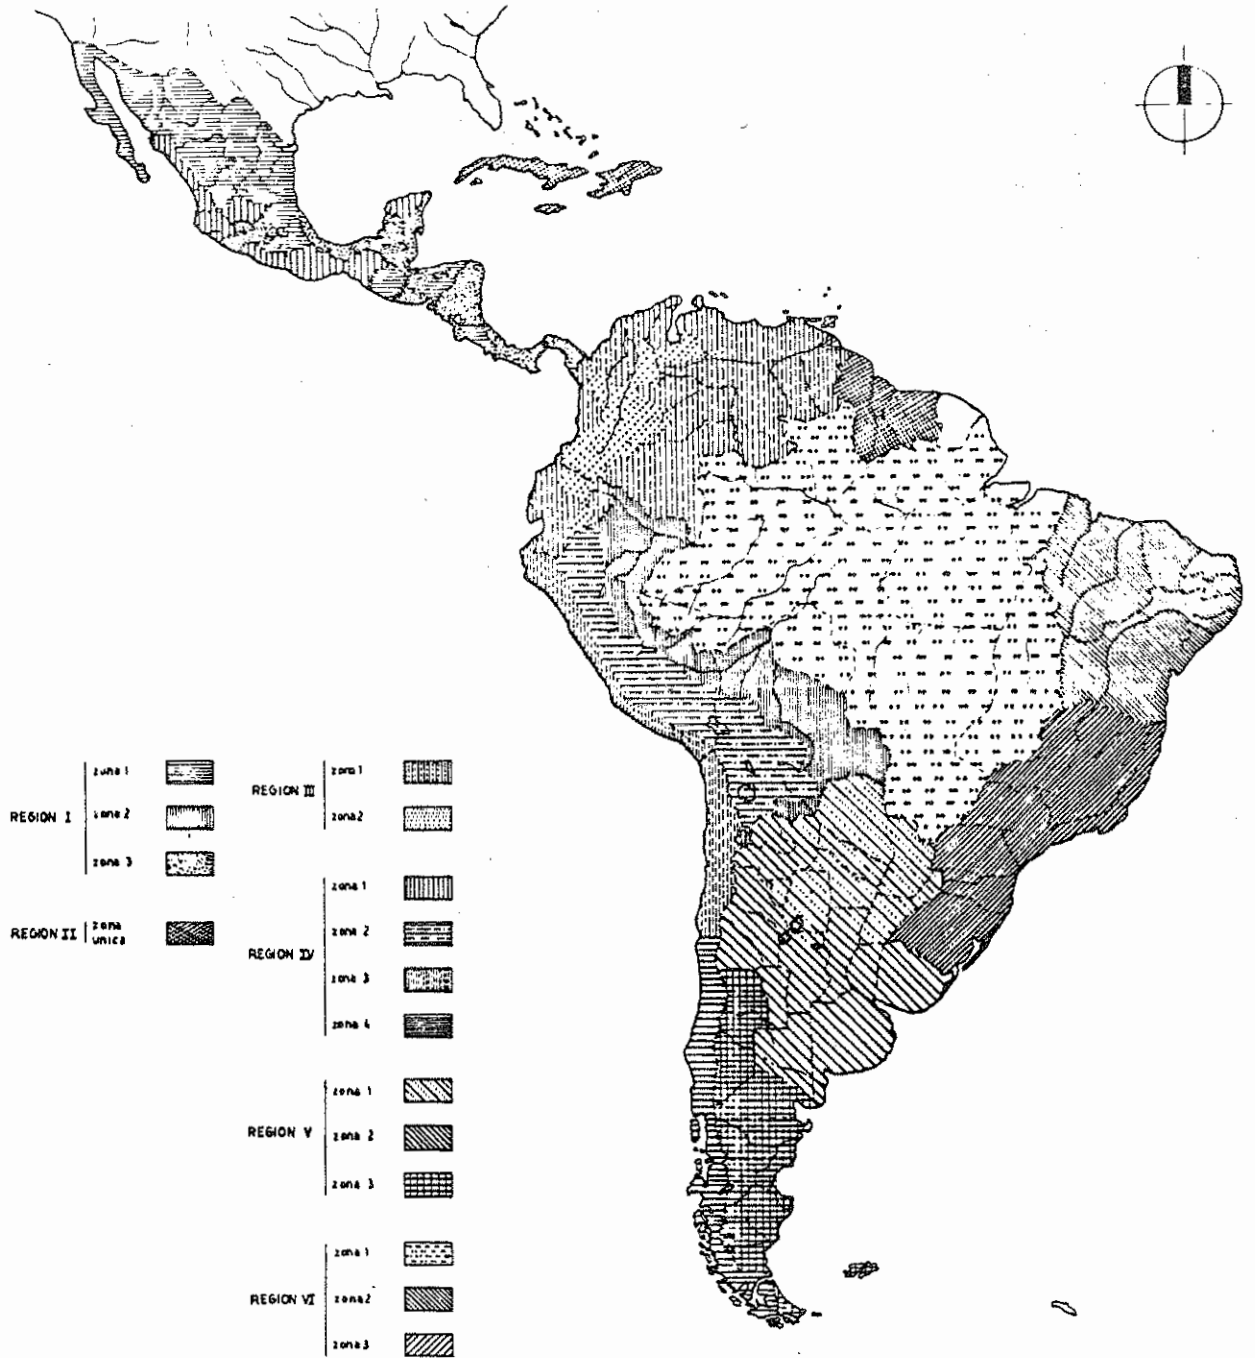 REGION I
zona 1
zona 2
zona 3
REGION II
zona
unica
REGION III
zona 1
zona 2
REGION IV
zona 1
zona 2
zona 3
zona 4
REGION V
zona 1
zona 2
zona 3
REGION VI
zona 1
zona 2
zona 3